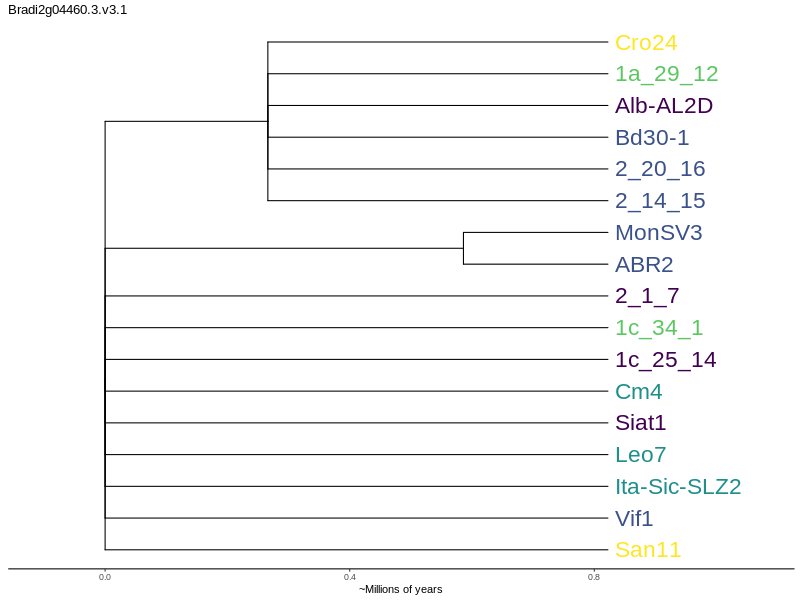 Bradi2g04460.3.v3.1
Cro24
1a_29_12
Alb-AL2D
Bd30-1
2_20_16
2_14_15
MonSV3
ABR2
2_1_7
1c_34_1
1c_25_14
Cm4
Siat1
Leo7
Ita-Sic-SLZ2
Vif1
San11
0.0 0.4 0.8
~Millions of years